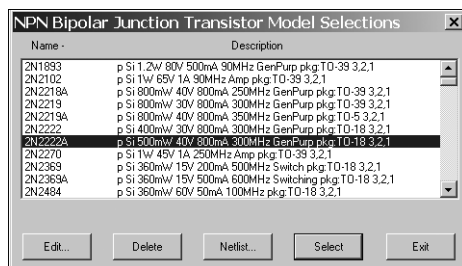 NPN Bipolar Junction Transistor Model Selections
Name - Description
2N1893 p Si 1.2W 80V 500mA 90MHz GenPurp pkg:TO-39 3,2,1
2N2102 p Si 1W 65V 1A 90MHz Amp pkg:TO-39 3,2,1
2N2218A p Si 800mW 40V 800mA 250MHz GenPurp pkg:TO-39 3,2,1
2N2219 p Si 800mW 30V 800mA 250MHz GenPurp pkg:TO-39 3,2,1
2N2219A p Si 800mW 40V 800mA 350MHz GenPurp pkg:TO-5 3,2,1
2N2222 p Si 400mW 30V 800mA 300MHz GenPurp pkg:TO-18 3,2,1
2N2222A p Si 500mW 40V 800mA 300MHz GenPurp pkg:TO-18 3,2,1
2N2270 p Si 1W 45V 1A 250MHz Amp pkg:TO-39 3,2,1
2N2369 p Si 360mW 15V 200mA 500MHz Switch pkg:TO-18 3,2,1
2N2369A p Si 360mW 15V 500mA 600MHz Switching pkg:TO-18 3,2,1
2N2484 p Si 360mW 60V 50mA 100MHz pkg:TO-18 3,2,1
Edit... Delete Netlist... Select Exit